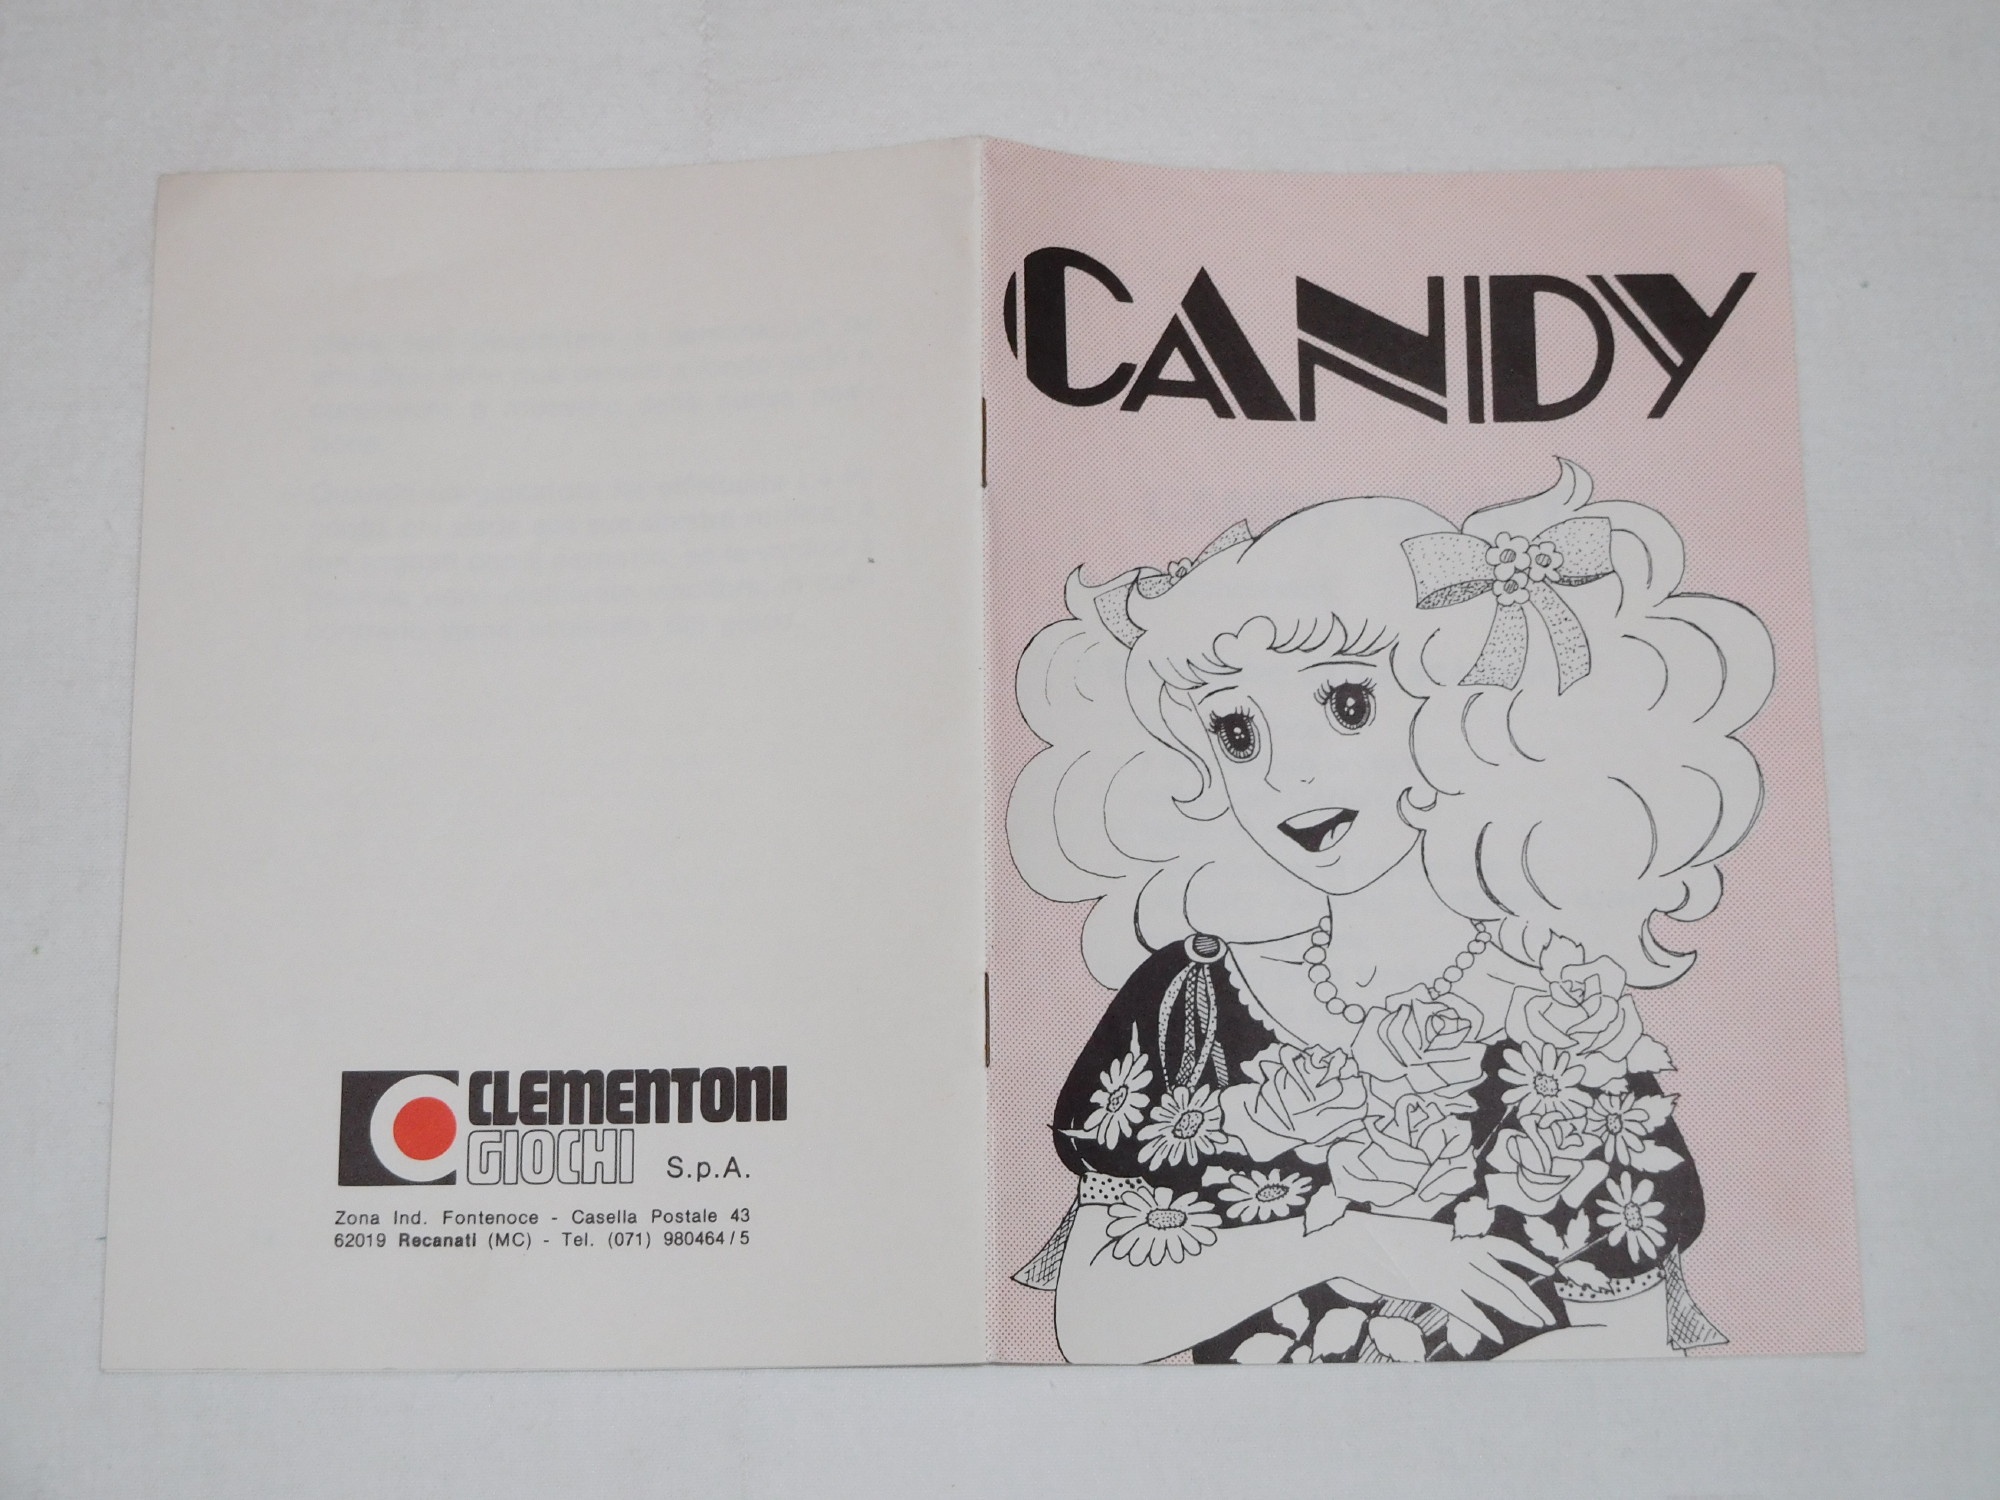 CANDY
CLEMENTONI
GIOCHI S.p.A.
Zona Ind. Fontenoce - Casella Postale 43
62019 Recanati (MC) - Tel. (071) 980464/5